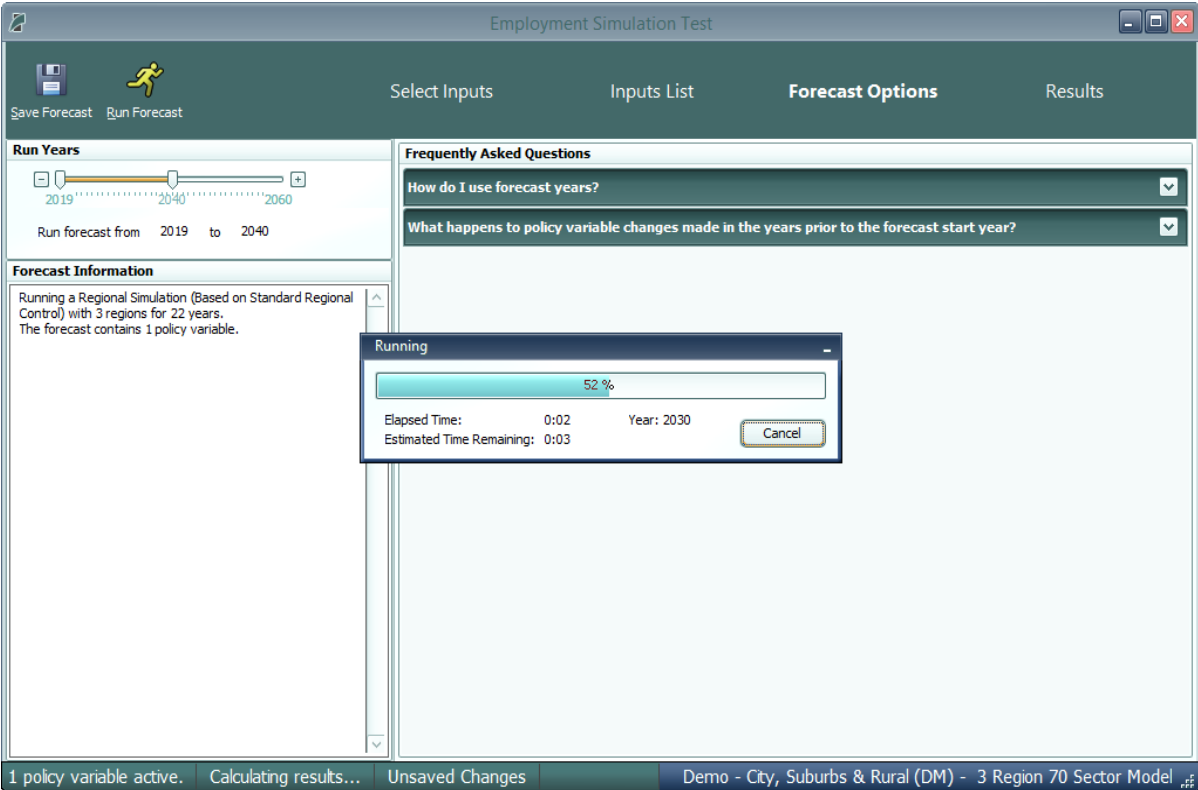 Employment Simulation Test
Save Forecast Run Forecast
Select Inputs Inputs List Forecast Options Results
Run Years
2019 2040 2060
Run forecast from 2019 to 2040
Forecast Information
Running a Regional Simulation (Based on Standard Regional
Control) with 3 regions for 22 years.
The forecast contains 1 policy variable.
Frequently Asked Questions
How do I use forecast years?
What happens to policy variable changes made in the years prior to the forecast start year?
Running
52 %
Elapsed Time: 0:02 Year: 2030
Estimated Time Remaining: 0:03
Cancel
1 policy variable active. Calculating results... Unsaved Changes Demo - City, Suburbs & Rural (DM) - 3 Region 70 Sector Model